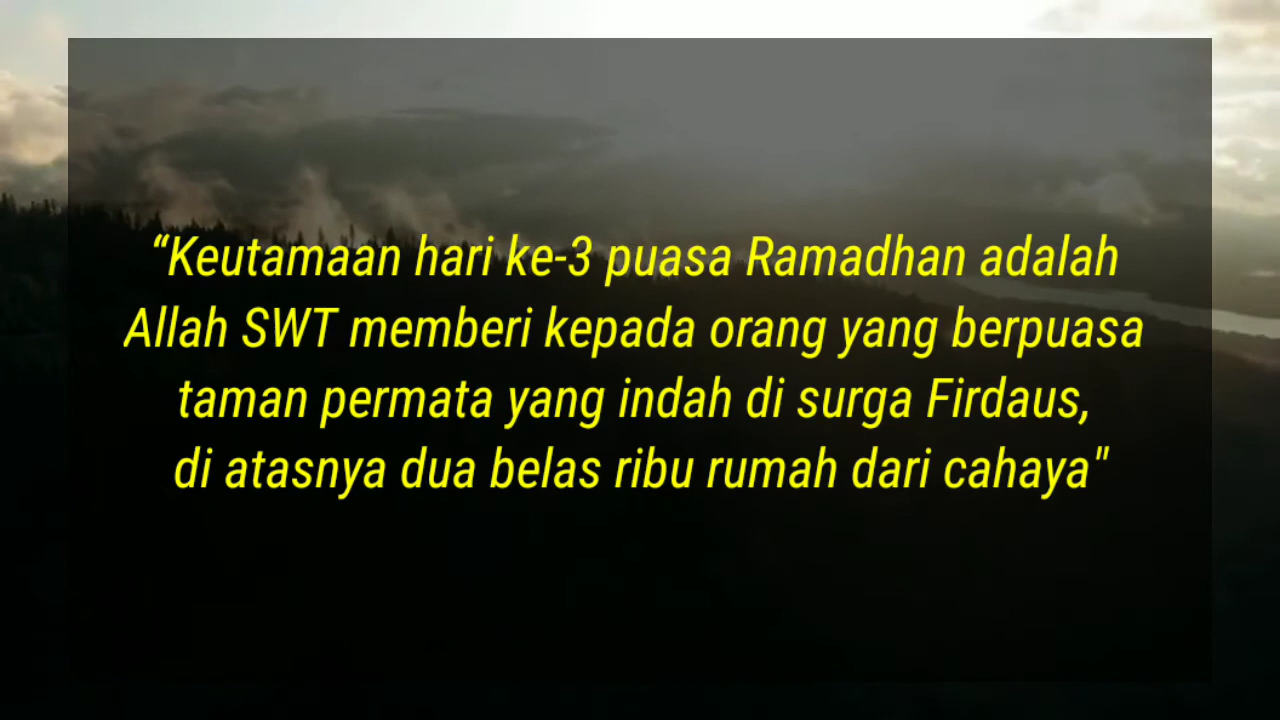 “Keutamaan hari ke-3 puasa Ramadhan adalah
Allah SWT memberi kepada orang yang berpuasa
taman permata yang indah di surga Firdaus,
di atasnya dua belas ribu rumah dari cahaya"